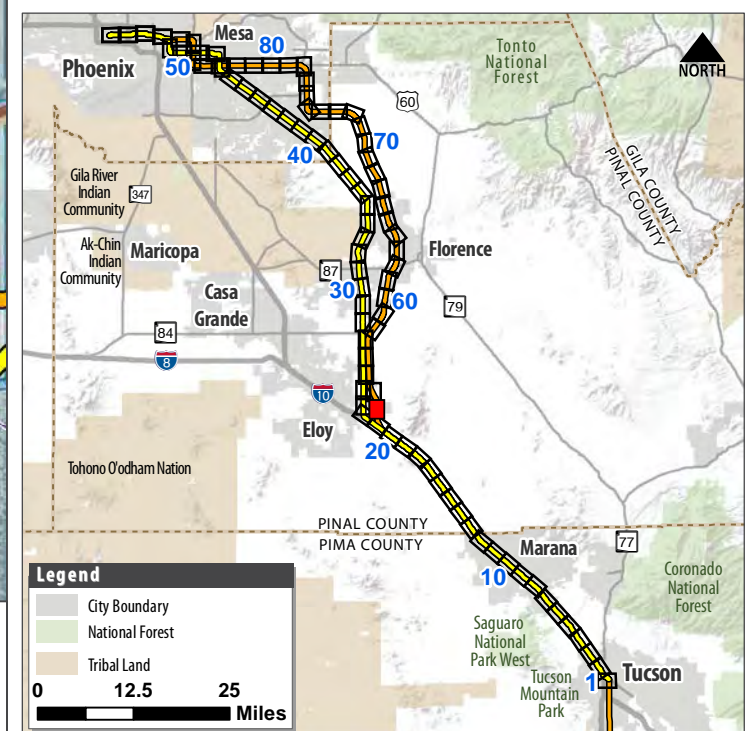 Mesa
80
Phoenix
50
Tonto
National
Forest
NORTH
60
70
40
GILA COUNTY
PINAL COUNTY
Gila River
Indian
Community
347
Ak-Chin
Indian
Community
Maricopa
Florence
87
30
Casa
Grande
60
79
84
8
10
Eloy
20
Tohono O'odham Nation
PINAL COUNTY
PIMA COUNTY
Marana
77
10
Coronado
National
Forest
Saguaro
National
Park West
Tucson
Mountain
Park
1
Tucson
Legend
City Boundary
National Forest
Tribal Land
0 12.5 25
Miles